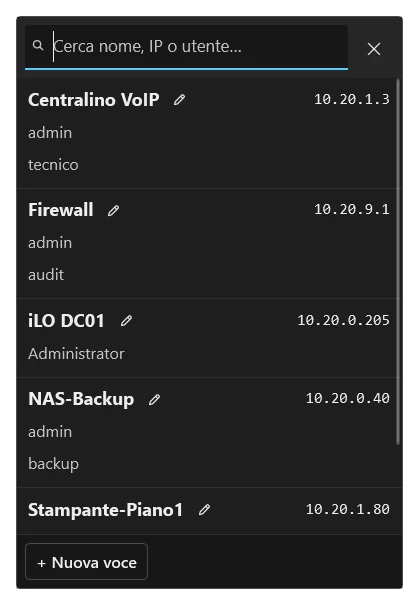 Cerca nome, IP o utente...
Centralino VoIP 10.20.1.3
admin
tecnico
Firewall 10.20.9.1
admin
audit
iLO DC01 10.20.0.205
Administrator
NAS-Backup 10.20.0.40
admin
backup
Stampante-Piano1 10.20.1.80
+ Nuova voce